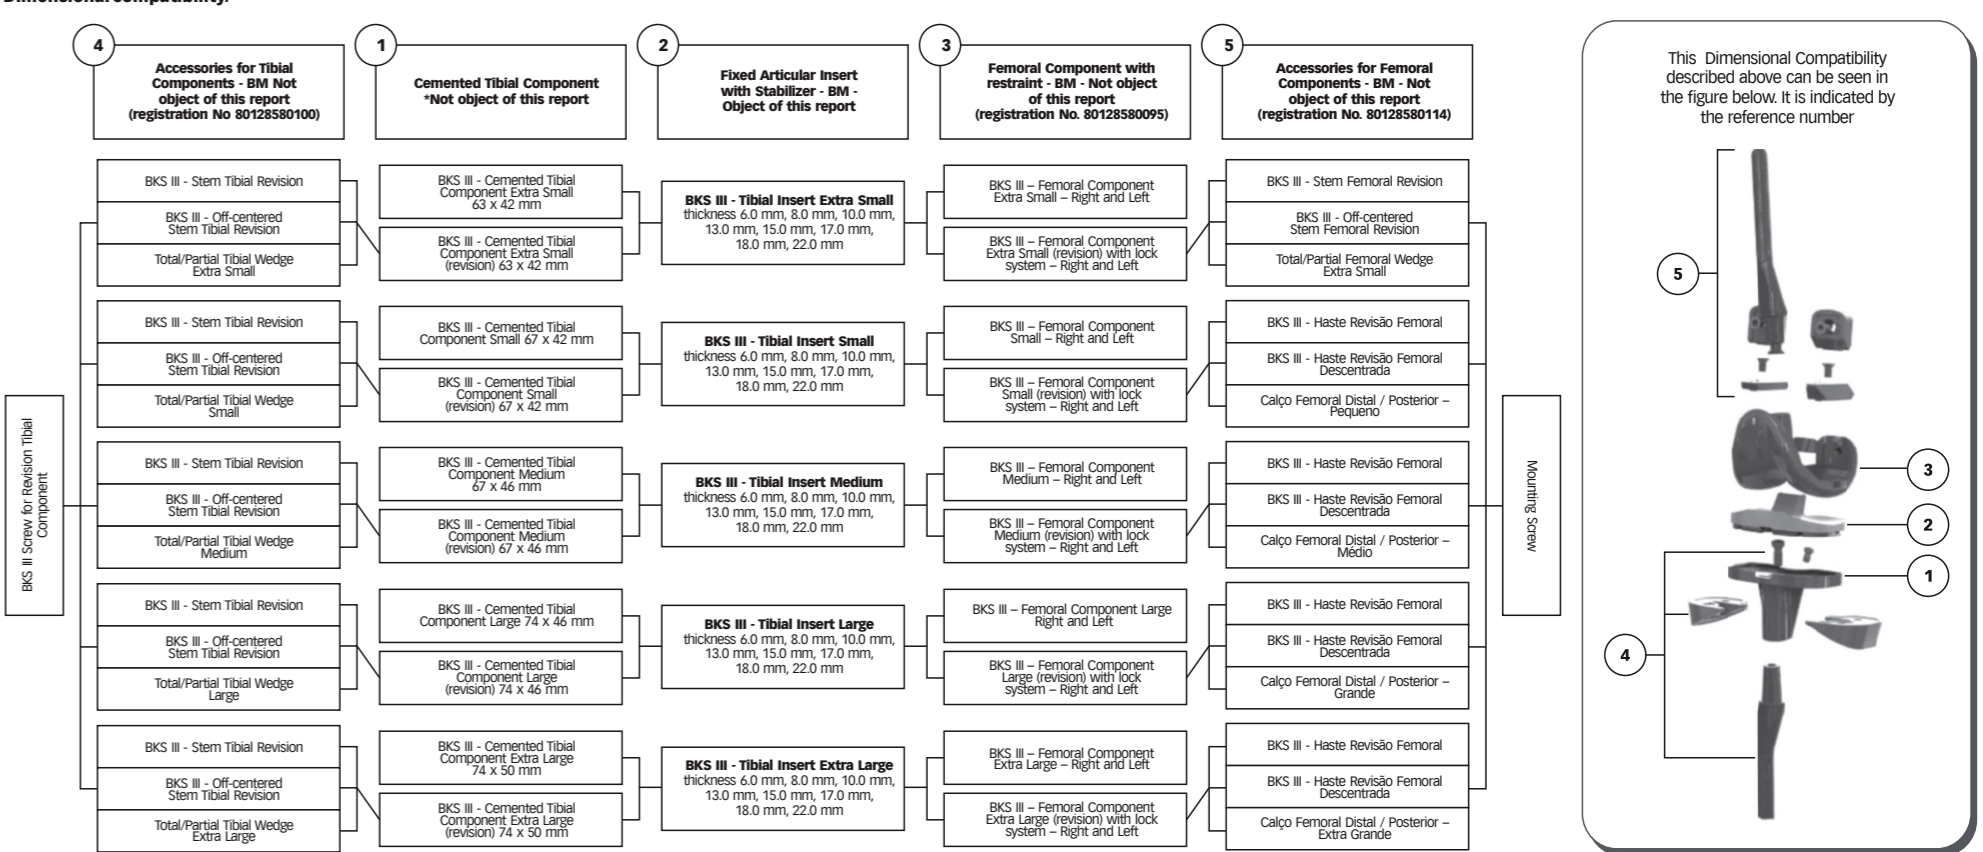 Dimensional compatibility.
4
Accessories for Tibial
Components - BM Not
object of this report
(registration No 80128580100)
1
Cemented Tibial Component
*Not object of this report
2
Fixed Articular Insert
with Stabilizer - BM -
Object of this report
3
Femoral Component with
restraint - BM - Not object
of this report
(registration No. 80128580095)
5
Accessories for Femoral
Components - BM - Not
object of this report
(registration No. 80128580114)
BKS III Screw for Revision Tibial
Component
BKS III - Stem Tibial Revision
BKS III - Off-centered
Stem Tibial Revision
Total/Partial Tibial Wedge
Extra Small
BKS III - Cemented Tibial
Component Extra Small
63 x 42 mm
BKS III - Cemented Tibial
Component Extra Small
(revision) 63 x 42 mm
BKS III - Tibial Insert Extra Small
thickness 6.0 mm, 8.0 mm, 10.0 mm,
13.0 mm, 15.0 mm, 17.0 mm,
18.0 mm, 22.0 mm
BKS III – Femoral Component
Extra Small – Right and Left
BKS III – Femoral Component
Extra Small (revision) with lock
system – Right and Left
BKS III - Stem Femoral Revision
BKS III - Off-centered
Stem Femoral Revision
Total/Partial Femoral Wedge
Extra Small
BKS III - Stem Tibial Revision
BKS III - Off-centered
Stem Tibial Revision
Total/Partial Tibial Wedge
Small
BKS III - Cemented Tibial
Component Small 67 x 42 mm
BKS III - Cemented Tibial
Component Small
(revision) 67 x 42 mm
BKS III - Tibial Insert Small
thickness 6.0 mm, 8.0 mm, 10.0 mm,
13.0 mm, 15.0 mm, 17.0 mm,
18.0 mm, 22.0 mm
BKS III – Femoral Component
Small – Right and Left
BKS III – Femoral Component
Small (revision) with lock
system – Right and Left
BKS III - Haste Revisão Femoral
BKS III - Haste Revisão Femoral
Descentrada
Calço Femoral Distal / Posterior –
Pequeno
BKS III - Stem Tibial Revision
BKS III - Off-centered
Stem Tibial Revision
Total/Partial Tibial Wedge
Medium
BKS III - Cemented Tibial
Component Medium
67 x 46 mm
BKS III - Cemented Tibial
Component Medium
(revision) 67 x 46 mm
BKS III - Tibial Insert Medium
thickness 6.0 mm, 8.0 mm, 10.0 mm,
13.0 mm, 15.0 mm, 17.0 mm,
18.0 mm, 22.0 mm
BKS III – Femoral Component
Medium – Right and Left
BKS III – Femoral Component
Medium (revision) with lock
system – Right and Left
BKS III - Haste Revisão Femoral
BKS III - Haste Revisão Femoral
Descentrada
Calço Femoral Distal / Posterior –
Médio
BKS III - Stem Tibial Revision
BKS III - Off-centered
Stem Tibial Revision
Total/Partial Tibial Wedge
Large
BKS III - Cemented Tibial
Component Large 74 x 46 mm
BKS III - Cemented Tibial
Component Large
(revision) 74 x 46 mm
BKS III - Tibial Insert Large
thickness 6.0 mm, 8.0 mm, 10.0 mm,
13.0 mm, 15.0 mm, 17.0 mm,
18.0 mm, 22.0 mm
BKS III – Femoral Component Large
Right and Left
BKS III – Femoral Component
Large (revision) with lock
system – Right and Left
BKS III - Haste Revisão Femoral
BKS III - Haste Revisão Femoral
Descentrada
Calço Femoral Distal / Posterior –
Grande
BKS III - Stem Tibial Revision
BKS III - Off-centered
Stem Tibial Revision
Total/Partial Tibial Wedge
Extra Large
BKS III - Cemented Tibial
Component Extra Large
74 x 50 mm
BKS III - Cemented Tibial
Component Extra Large
(revision) 74 x 50 mm
BKS III - Tibial Insert Extra Large
thickness 6.0 mm, 8.0 mm, 10.0 mm,
13.0 mm, 15.0 mm, 17.0 mm,
18.0 mm, 22.0 mm
BKS III – Femoral Component
Extra Large – Right and Left
BKS III – Femoral Component
Extra Large (revision) with lock
system – Right and Left
BKS III - Haste Revisão Femoral
BKS III - Haste Revisão Femoral
Descentrada
Calço Femoral Distal / Posterior –
Extra Grande
Mounting Screw
This Dimensional Compatibility
described above can be seen in
the figure below. It is indicated by
the reference number
5
3
2
1
4